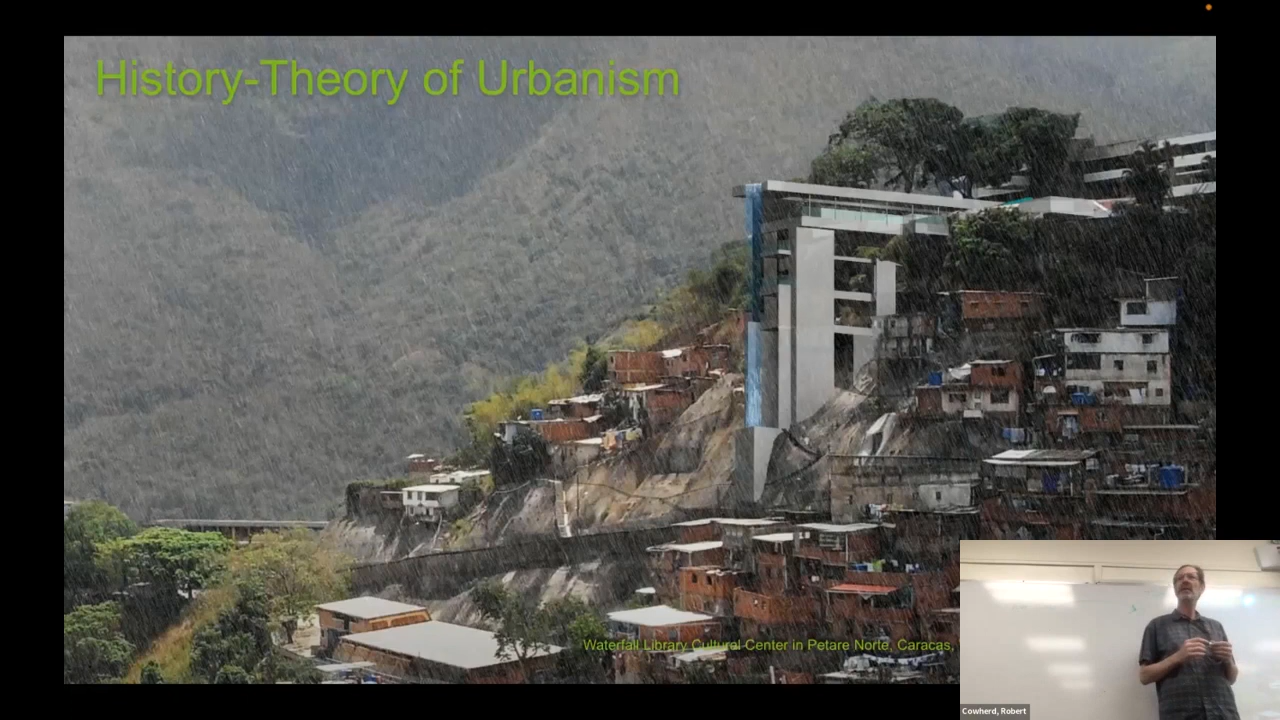 History-Theory of Urbanism
Waterfall Library Cultural Center in Petare Norte, Caracas,
Cowherd, Robert